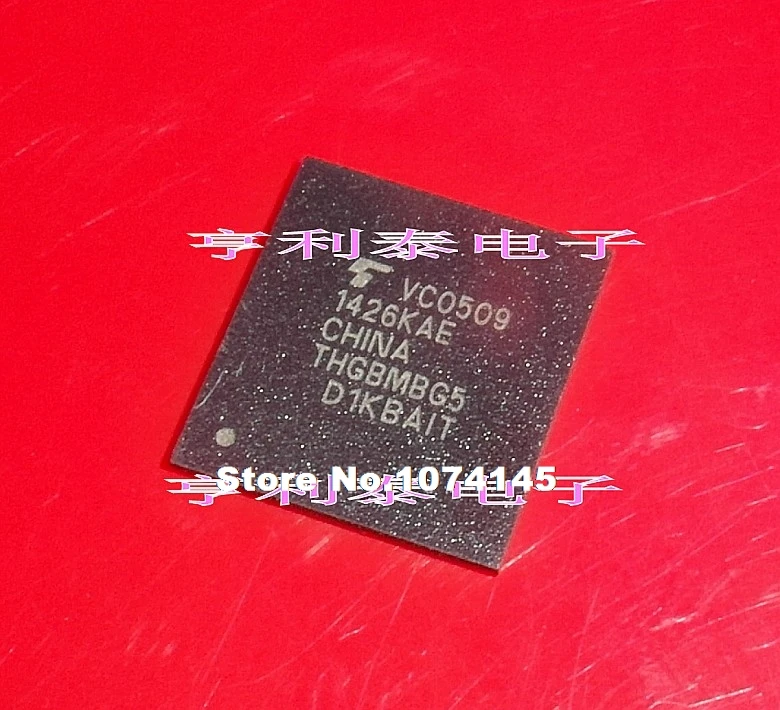 亨利泰电子
VC0509
1426KAE
CHINA
THGBMBG5
D1KBAIT
Store No:1074145
亨利泰电子